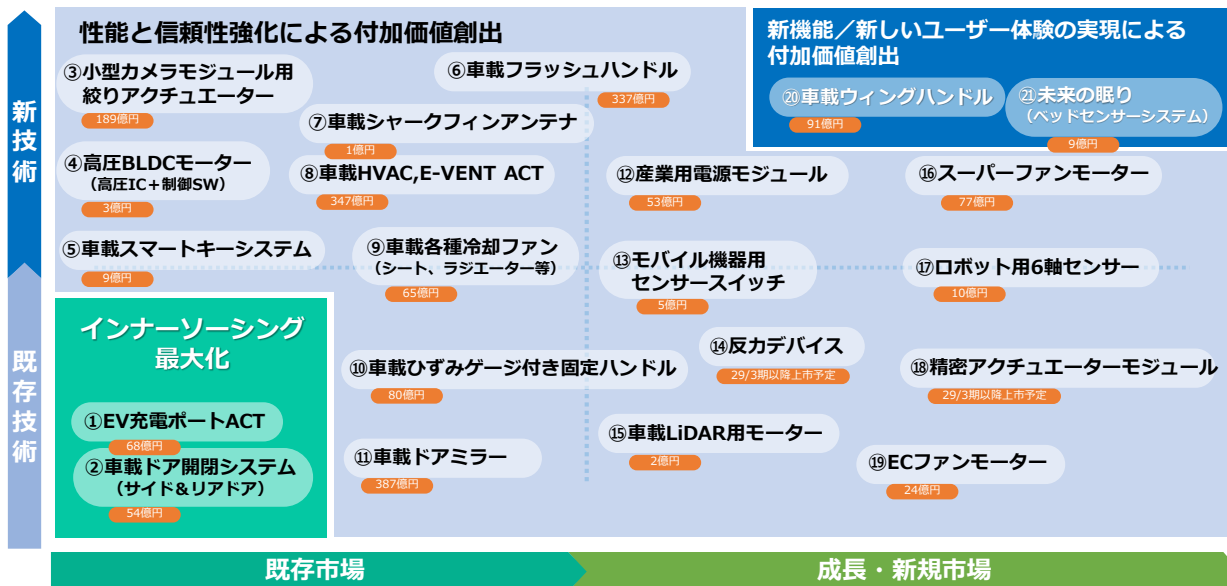 性能と信頼性強化による付加価値創出
新機能／新しいユーザー体験の実現による
付加価値創出
新技術
既存技術
③小型カメラモジュール用
絞りアクチュエーター
189億円
⑥車載フラッシュハンドル
337億円
⑳車載ウィングハンドル
91億円
㉑未来の眠り
（ベッドセンサーシステム）
9億円
⑦車載シャークフィンアンテナ
1億円
④高圧BLDCモーター
（高圧IC＋制御SW）
3億円
⑧車載HVAC,E-VENT ACT
347億円
⑫産業用電源モジュール
53億円
⑯スーパーファンモーター
77億円
⑤車載スマートキーシステム
9億円
⑨車載各種冷却ファン
（シート、ラジエーター等）
65億円
⑬モバイル機器用
センサースイッチ
5億円
⑰ロボット用6軸センサー
10億円
インナーソーシング
最大化
①EV充電ポートACT
68億円
②車載ドア開閉システム
（サイド&リアドア）
54億円
⑩車載ひずみゲージ付き固定ハンドル
80億円
⑭反力デバイス
29/3期以降上市予定
⑱精密アクチュエーターモジュール
29/3期以降上市予定
⑪車載ドアミラー
387億円
⑮車載LiDAR用モーター
2億円
⑲ECファンモーター
24億円
既存市場
成長・新規市場